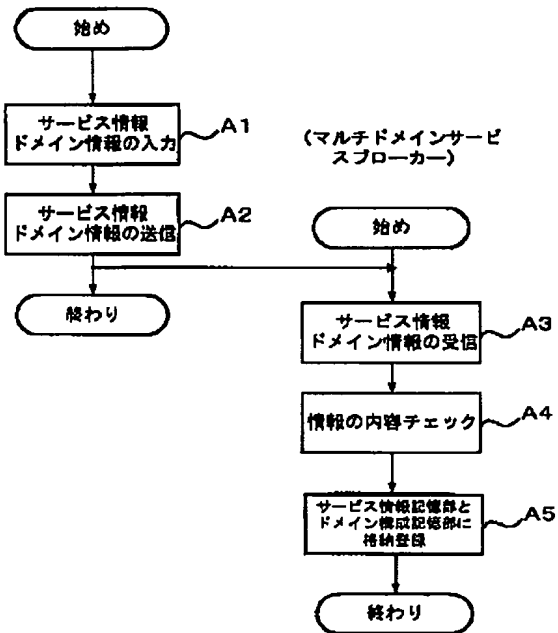 始め
サービス情報
ドメイン情報の入力
A1
サービス情報
ドメイン情報の送信
A2
終わり
(マルチドメインサービ
スブローカー)
始め
サービス情報
ドメイン情報の受信
A3
情報の内容チェック
A4
サービス情報記憶部と
ドメイン構成記憶部に
格納登録
A5
終わり